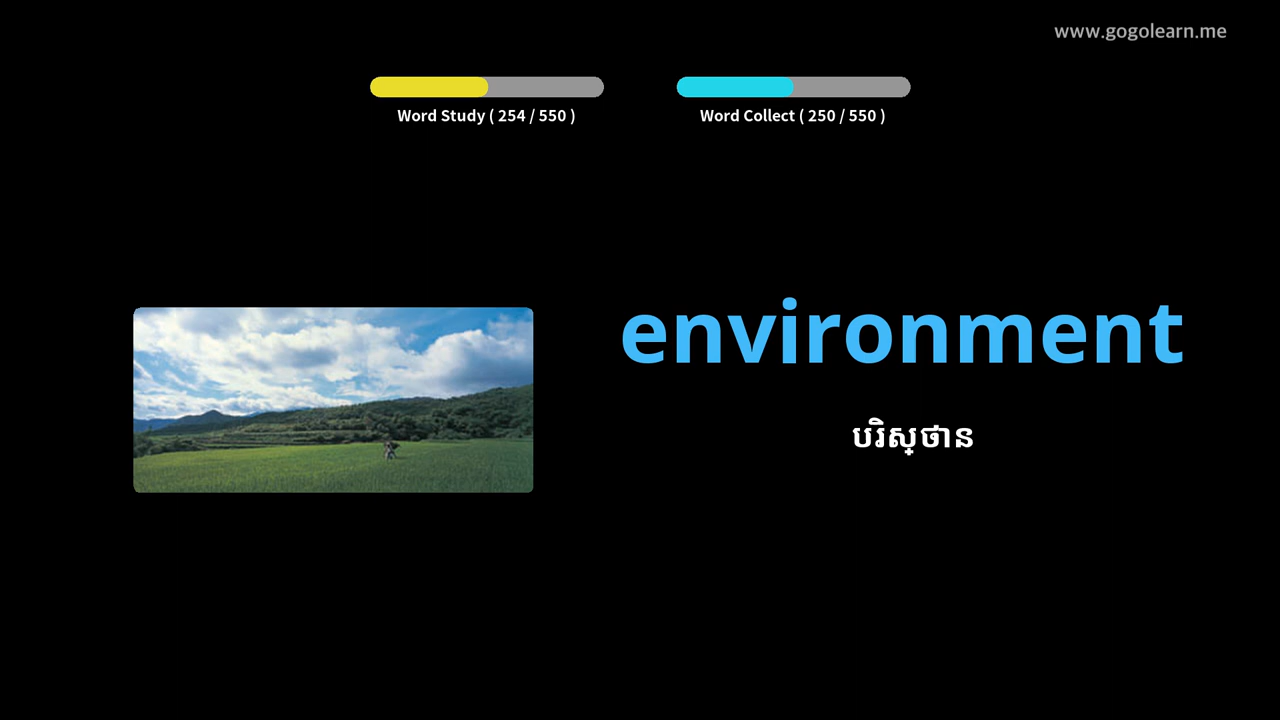 www.gogolearn.me
Word Study ( 254 / 550 )
Word Collect ( 250 / 550 )
environment
បរិស្ថាន